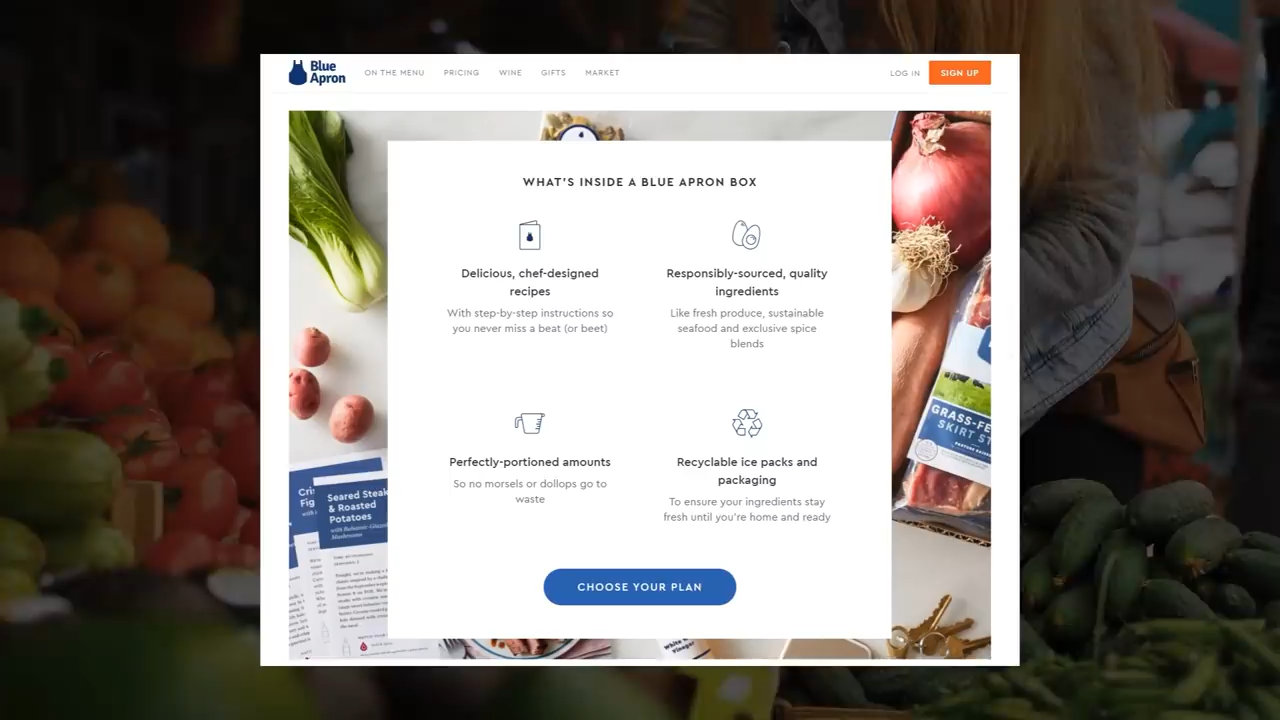 Blue
Apron
ON THE MENU PRICING WINE GIFTS MARKET
LOG IN SIGN UP
WHAT'S INSIDE A BLUE APRON BOX
Delicious, chef-designed
recipes
With step-by-step instructions so
you never miss a beat (or beet)
Responsibly-sourced, quality
ingredients
Like fresh produce, sustainable
seafood and exclusive spice
blends
Perfectly-portioned amounts
So no morsels or dollops go to
waste
Recyclable ice packs and
packaging
To ensure your ingredients stay
fresh until you're home and ready
CHOOSE YOUR PLAN
Seared Steak
& Roasted
Potatoes
GRASS-FE
SKIRT ST